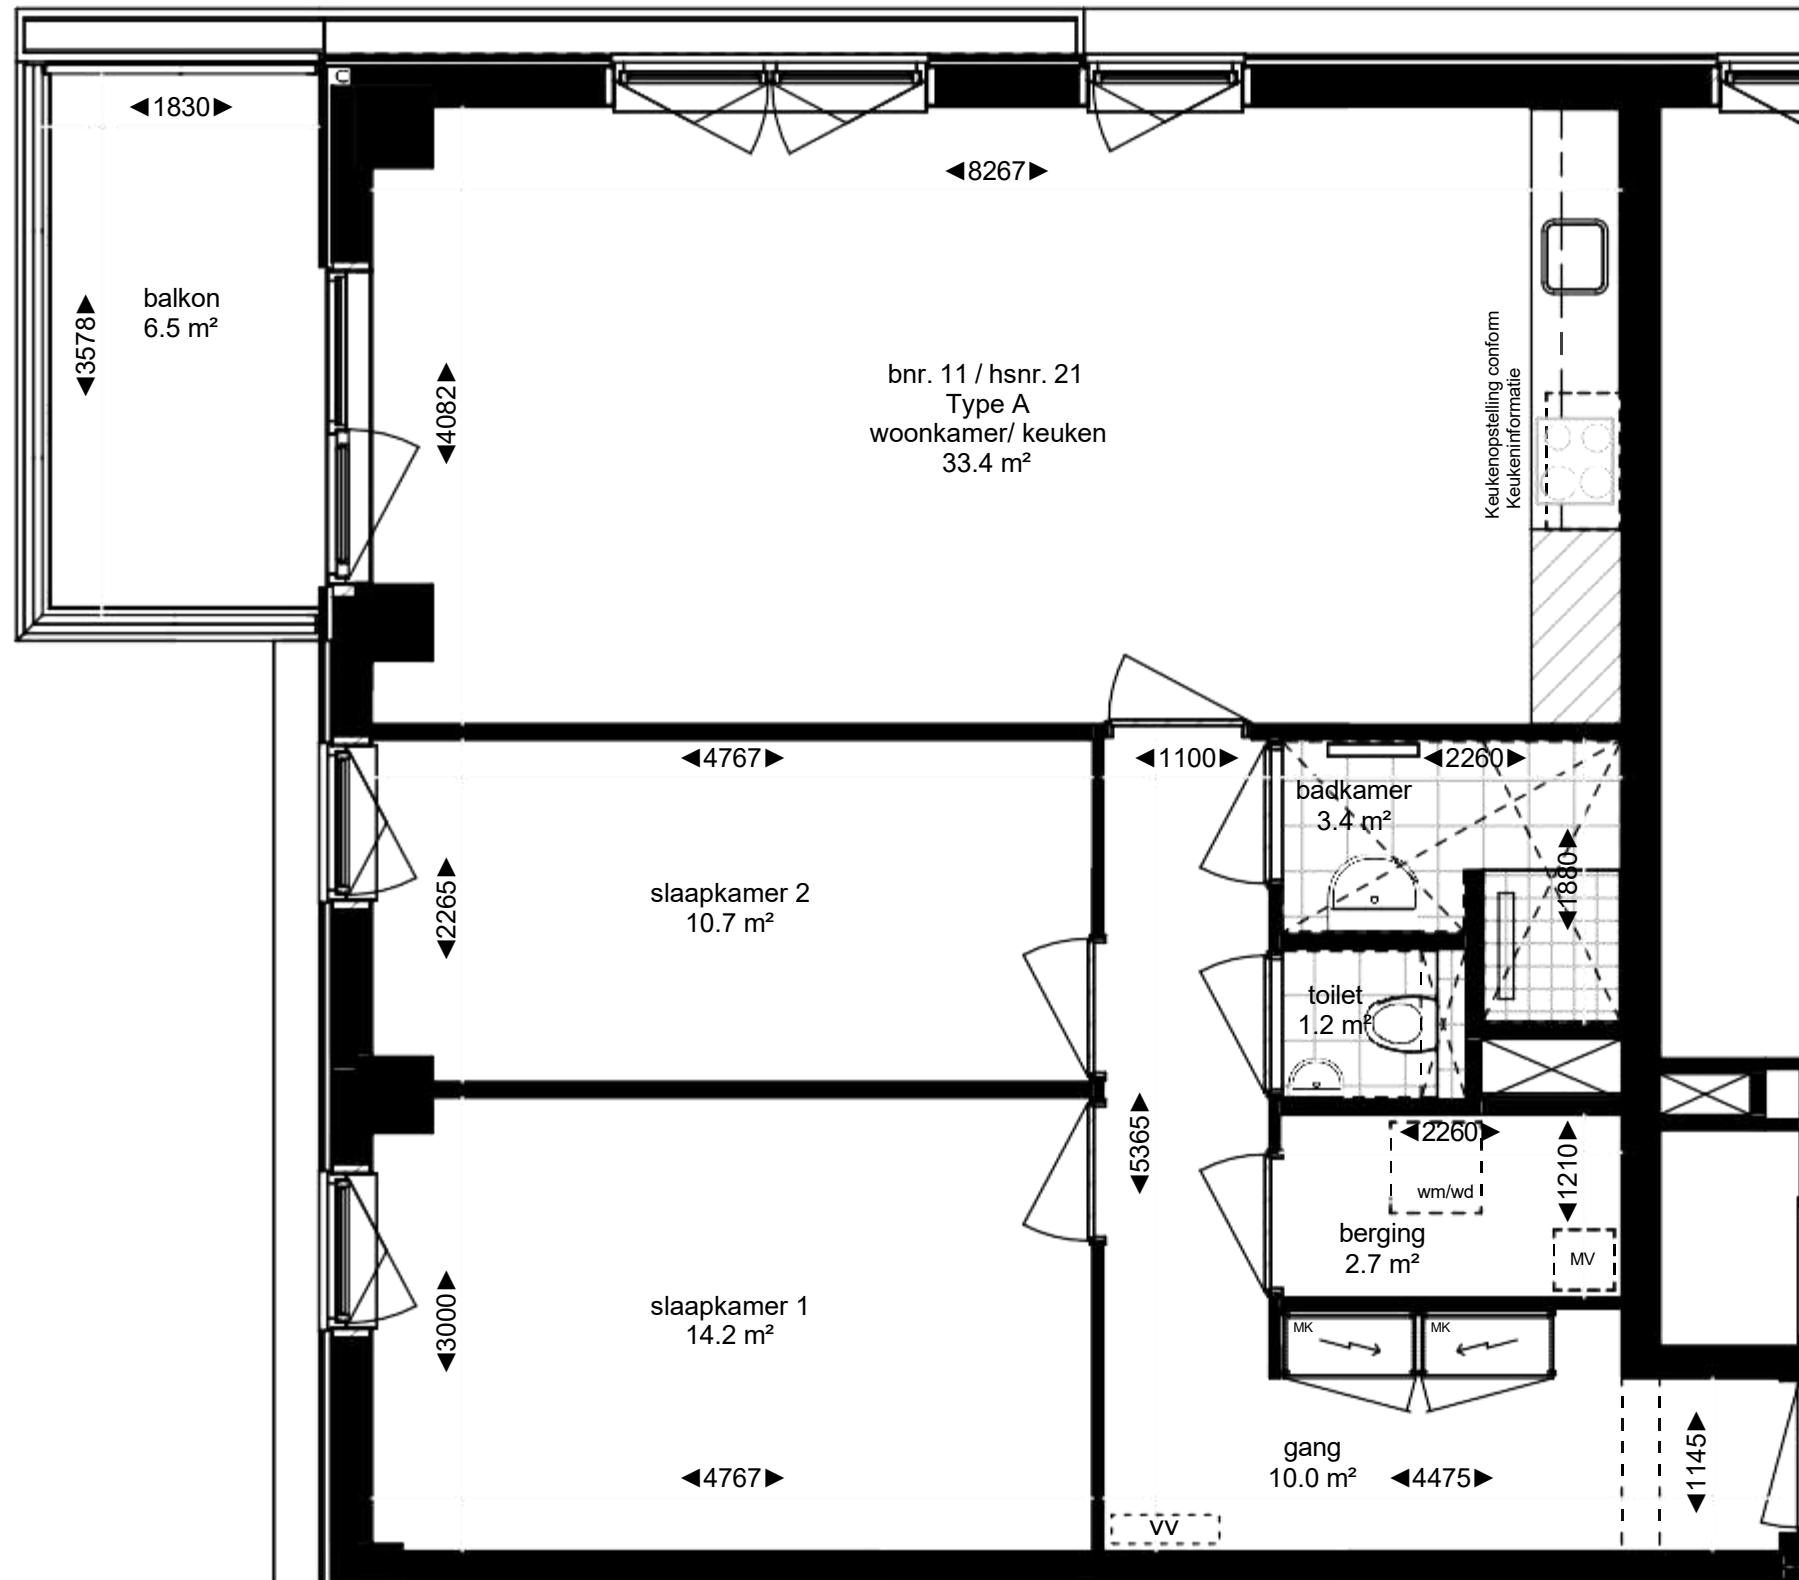 ◀1830▶
◀8267▶
balkon
6.5 m²
◀3578▶
◀4082▶
bnr. 11 / hsnr. 21
Type A
woonkamer/ keuken
33.4 m²
Keukenopstelling conform
Keukeninformatie
◀4767▶
◀1100▶
◀2260▶
badkamer
3.4 m²
◀1880▶
◀2265▶
slaapkamer 2
10.7 m²
toilet
1.2 m²
◀5365▶
◀2260▶
◀1210▶
wm/wd
berging
2.7 m²
MV
◀3000▶
slaapkamer 1
14.2 m²
MK
MK
gang
10.0 m²
◀4767▶
◀4475▶
◀1145▶
VV